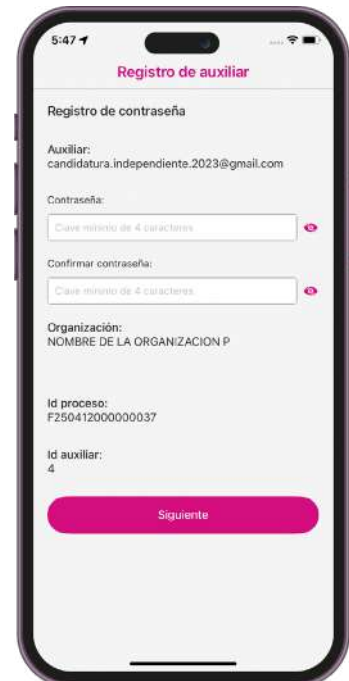 5:47
Registro de auxiliar
Registro de contraseña
Auxiliar:
candidatura.independiente.2023@gmail.com
Contraseña:
Clave mínimo de 4 caracteres
Confirmar contraseña:
Clave mínimo de 4 caracteres
Organización:
NOMBRE DE LA ORGANIZACION P
Id proceso:
F250412000000037
Id auxiliar:
4
Siguiente